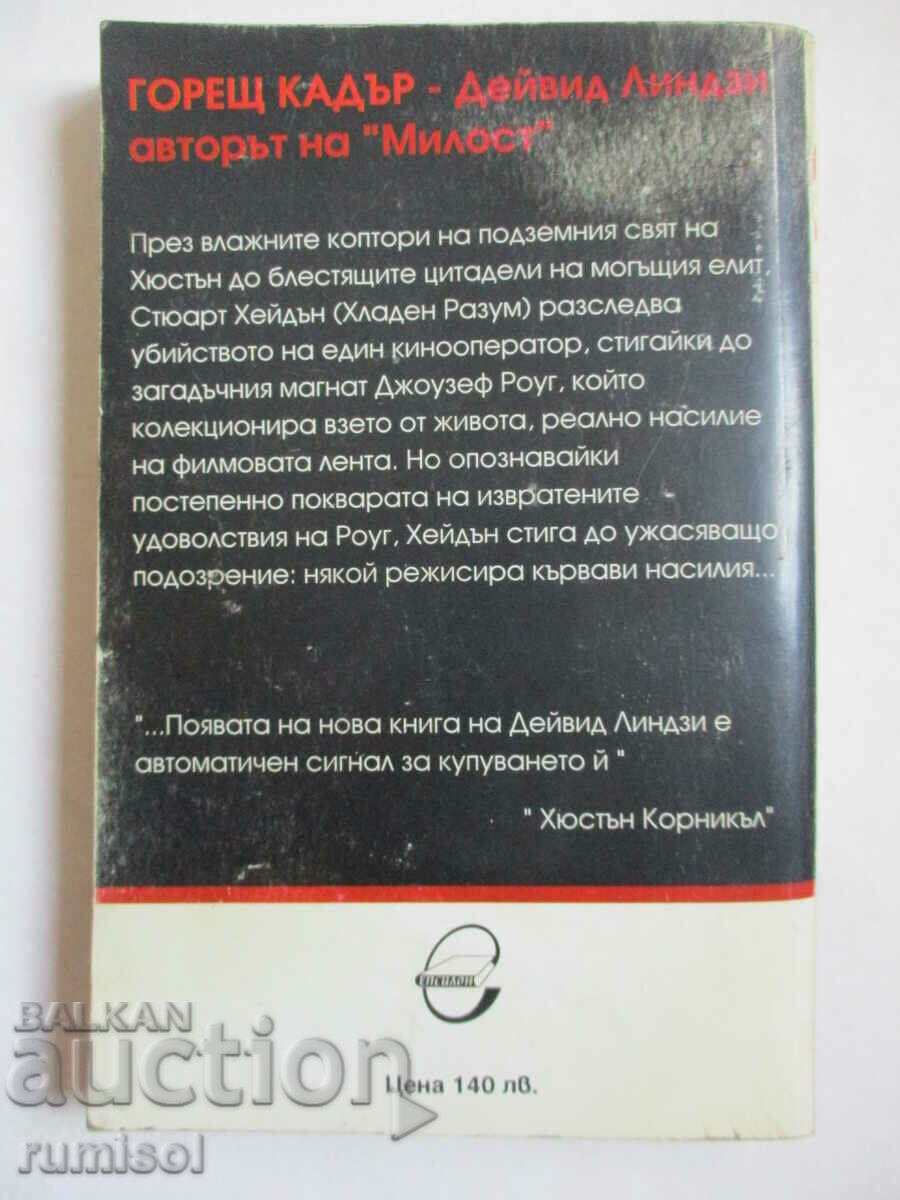 ГОРЕЩ КАДЪР - Дейвид Линдзи
авторът на "Милост"
През влажните коптори на подземния свят на
Хюстън до блестящите цитадели на могъщия елит,
Стюарт Хейдън (Хладен Разум) разследва
убийството на един кинооператор, стигайки до
загадъчния магнат Джоузеф Роуг, който
колекционира взето от живота, реално насилие
на филмовата лента. Но опознавайки
постепенно покварата на извратените
удоволствия на Роуг, Хейдън стига до ужасяващо
подозрение: някой режисира кървави насилия...
"...Появата на нова книга на Дейвид Линдзи е
автоматичен сигнал за купуването й "
" Хюстън Корникъл"
епсилон
Цена 140 лв.
BALKAN
auction
rumisol